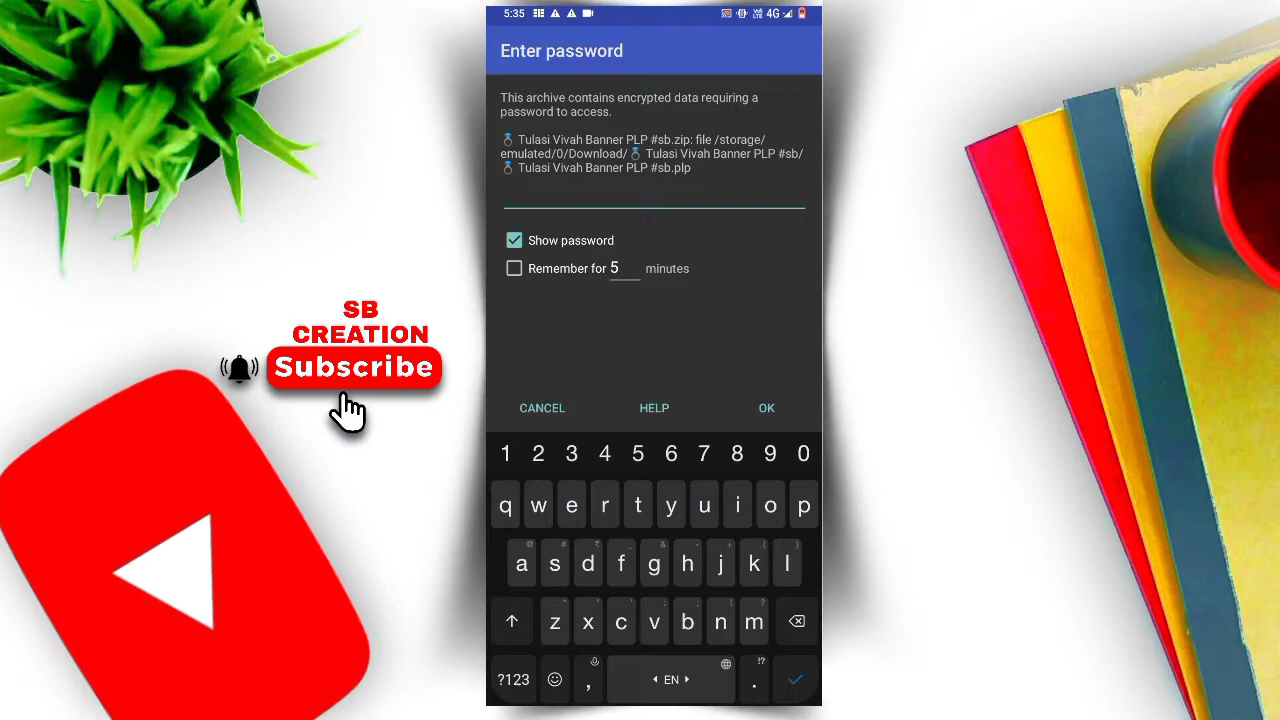 5:35
4G
Enter password
This archive contains encrypted data requiring a
password to access.
Tulasi Vivah Banner PLP #sb.zip: file /storage/
emulated/0/Download/ Tulasi Vivah Banner PLP #sb/
Tulasi Vivah Banner PLP #sb.plp
Show password
Remember for 5 minutes
SB
CREATION
Subscribe
CANCEL HELP OK
1 2 3 4 5 6 7 8 9 0
q w e r t y u i o p
a s d f g h j k l
z x c v b n m
?123 , EN . !?